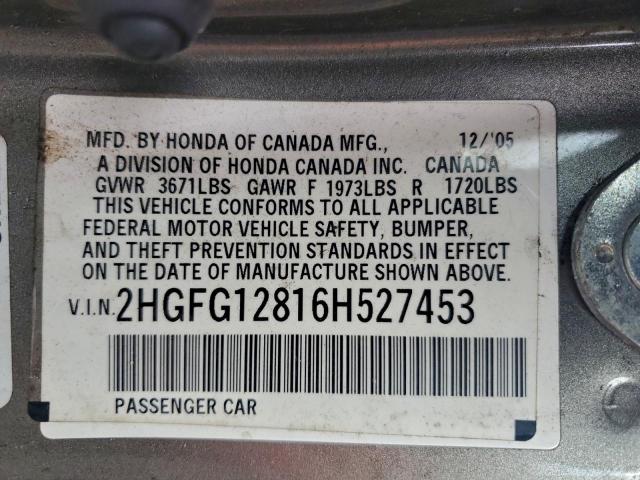 MFD. BY HONDA OF CANADA MFG., 12/'05
A DIVISION OF HONDA CANADA INC. CANADA
GVWR 3671LBS GAWR F 1973LBS R 1720LBS
THIS VEHICLE CONFORMS TO ALL APPLICABLE
FEDERAL MOTOR VEHICLE SAFETY, BUMPER,
AND THEFT PREVENTION STANDARDS IN EFFECT
ON THE DATE OF MANUFACTURE SHOWN ABOVE.
V.I.N. 2HGFG12816H527453
PASSENGER CAR